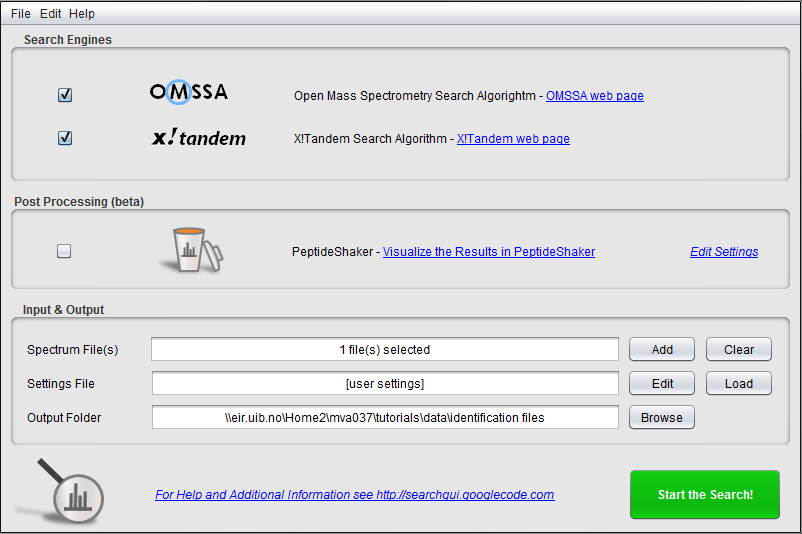 File Edit Help
Search Engines
OMSSA Open Mass Spectrometry Search Algorightm - OMSSA web page
X!tandem X!Tandem Search Algorithm - X!Tandem web page
Post Processing (beta)
PeptideShaker - Visualize the Results in PeptideShaker Edit Settings
Input & Output
Spectrum File(s) 1 file(s) selected Add Clear
Settings File [user settings] Edit Load
Output Folder \\eir.uib.no\Home2\mva037\tutorials\data\identification files Browse
For Help and Additional Information see http://searchgui.googlecode.com Start the Search!